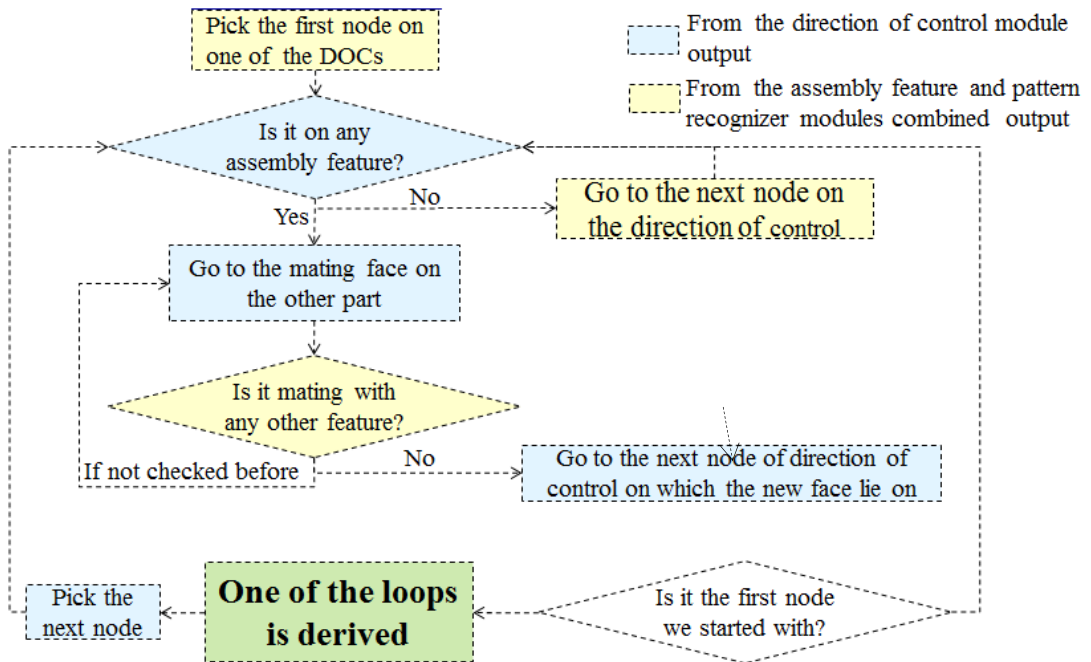 Pick the first node on
one of the DOCs
From the direction of control module
output
From the assembly feature and pattern
recognizer modules combined output
Is it on any
assembly feature?
No
Yes
Go to the next node on
the direction of control
Go to the mating face on
the other part
Is it mating with
any other feature?
If not checked before
No
Go to the next node of direction of
control on which the new face lie on
Pick the
next node
One of the loops
is derived
Is it the first node
we started with?